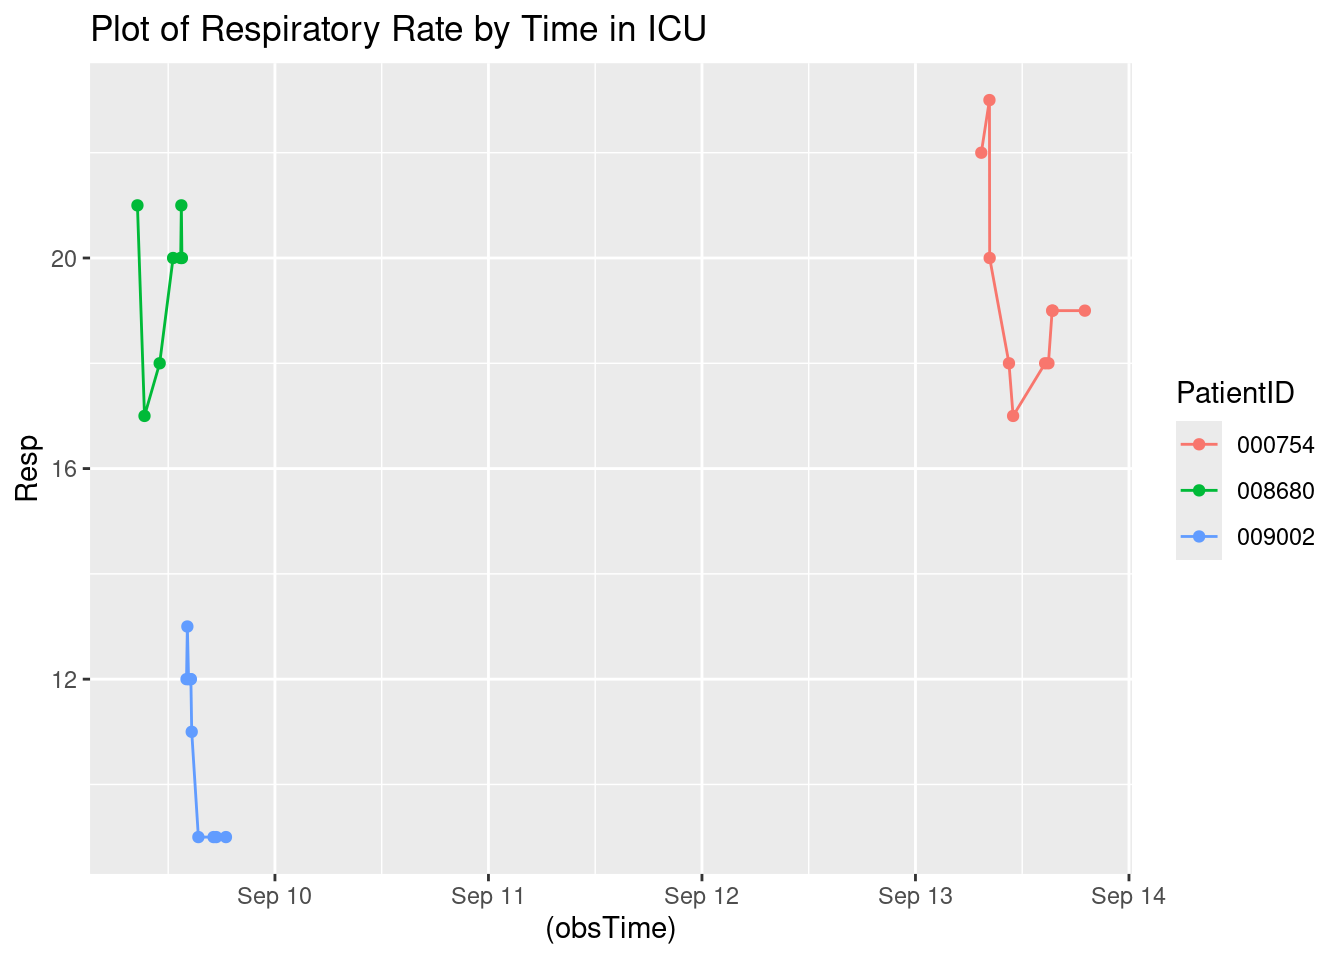 Plot of Respiratory Rate by Time in ICU
20
16
12
Resp
Sep 10
Sep 11
Sep 12
Sep 13
Sep 14
(obsTime)
PatientID
000754
008680
009002